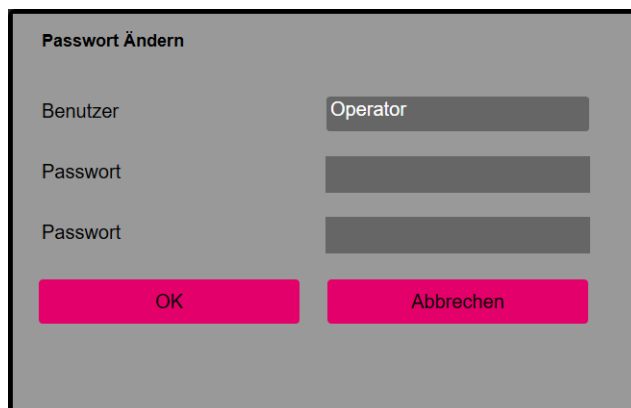 Passwort Ändern
Benutzer Operator
Passwort
Passwort
OK Abbrechen